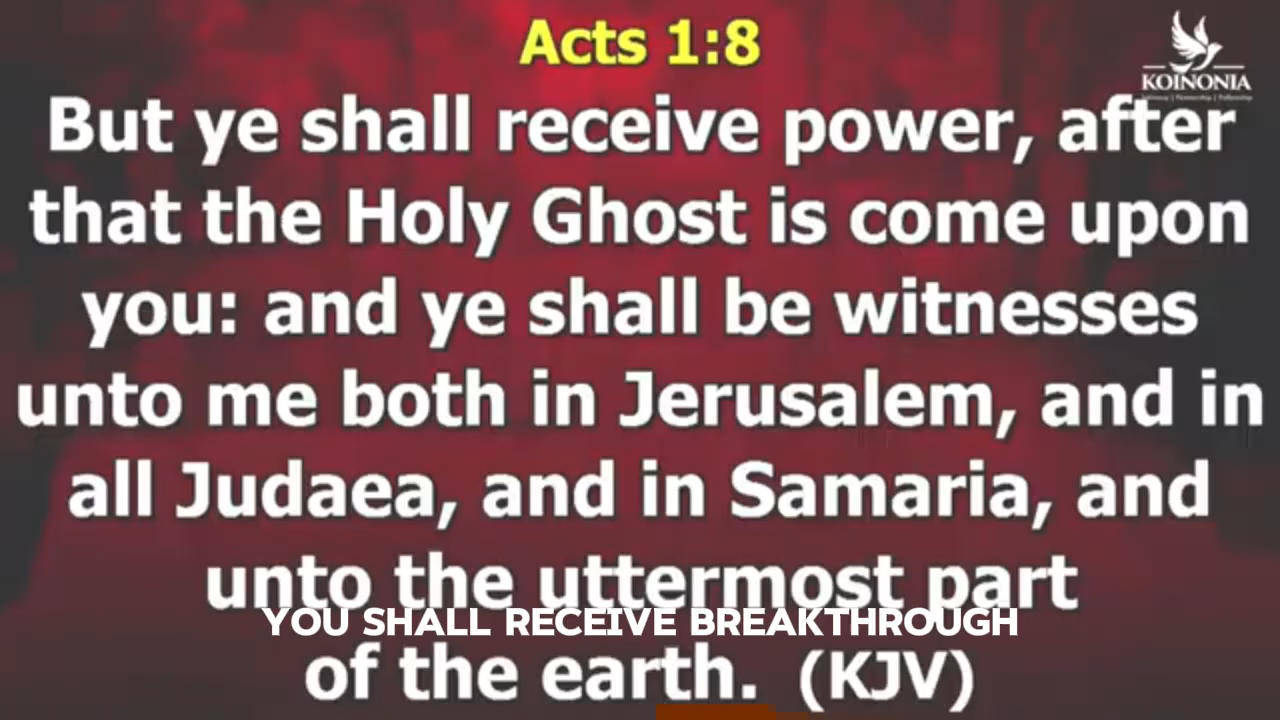 Acts 1:8
KOINONIA
But ye shall receive power, after
that the Holy Ghost is come upon
you: and ye shall be witnesses
unto me both in Jerusalem, and in
all Judaea, and in Samaria, and
unto the uttermost part
YOU SHALL RECEIVE BREAKTHROUGH
of the earth. (KJV)